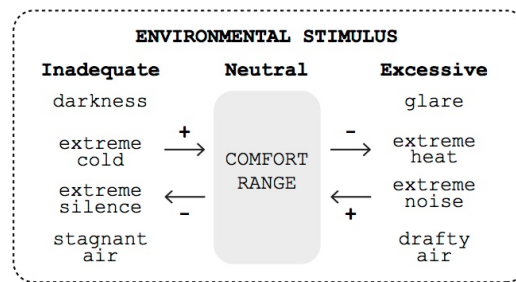 ENVIRONMENTAL STIMULUS
Inadequate Neutral Excessive
darkness glare
+ -
extreme cold COMFORT RANGE extreme heat
extreme silence extreme noise
- +
stagnant air drafty air